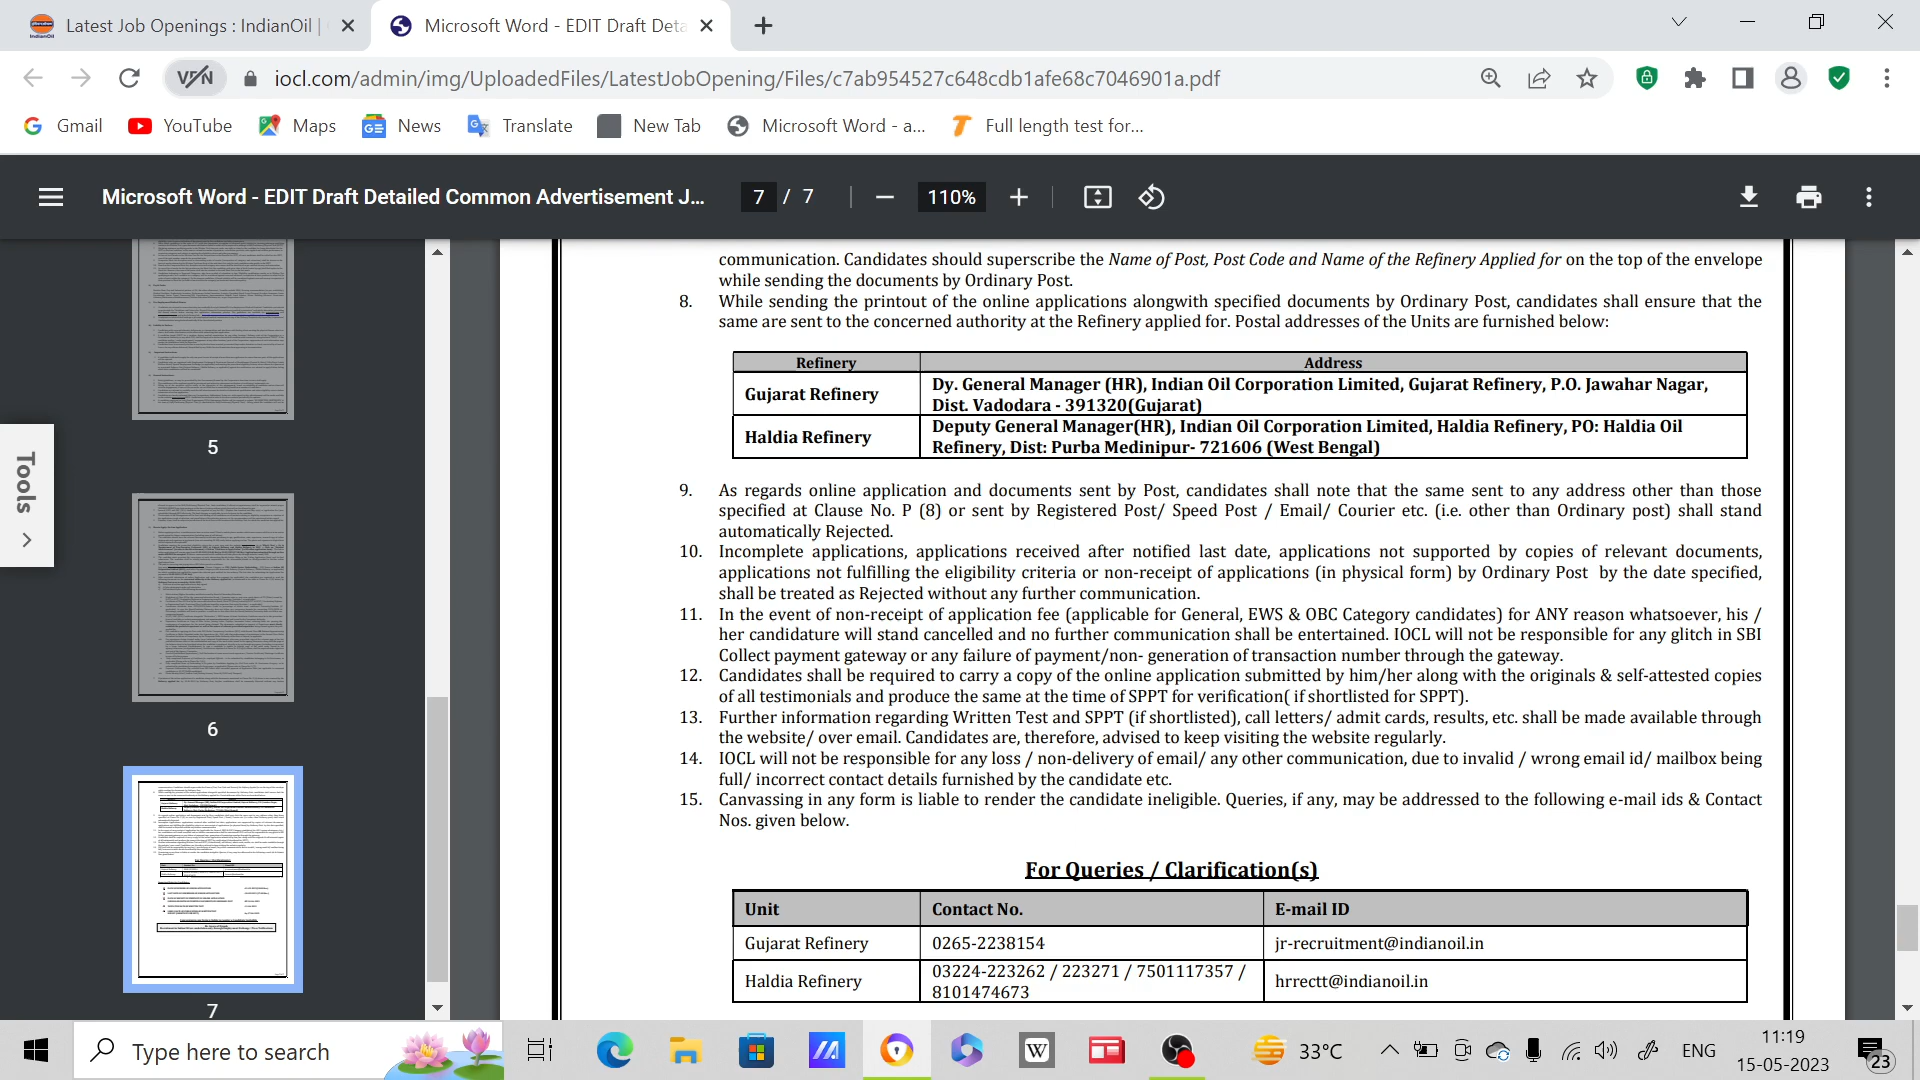 Latest Job Openings : IndianOil |
Microsoft Word - EDIT Draft Deta
VPN
iocl.com/admin/img/UploadedFiles/LatestJobOpening/Files/c7ab954527c648cdb1afe68c7046901a.pdf
Gmail YouTube Maps News Translate New Tab Microsoft Word - a... Full length test for...
Microsoft Word - EDIT Draft Detailed Common Advertisement J... 7 / 7 110%
Tools
5
6
7
communication. Candidates should superscribe the Name of Post, Post Code and Name of the Refinery Applied for on the top of the envelope
while sending the documents by Ordinary Post.
8. While sending the printout of the online applications alongwith specified documents by Ordinary Post, candidates shall ensure that the
same are sent to the concerned authority at the Refinery applied for. Postal addresses of the Units are furnished below:
Refinery Address
Gujarat Refinery
Dy. General Manager (HR), Indian Oil Corporation Limited, Gujarat Refinery, P.O. Jawahar Nagar,
Dist. Vadodara - 391320(Gujarat)
Haldia Refinery
Deputy General Manager(HR), Indian Oil Corporation Limited, Haldia Refinery, PO: Haldia Oil
Refinery, Dist: Purba Medinipur- 721606 (West Bengal)
9. As regards online application and documents sent by Post, candidates shall note that the same sent to any address other than those
specified at Clause No. P (8) or sent by Registered Post/ Speed Post / Email/ Courier etc. (i.e. other than Ordinary post) shall stand
automatically Rejected.
10. Incomplete applications, applications received after notified last date, applications not supported by copies of relevant documents,
applications not fulfilling the eligibility criteria or non-receipt of applications (in physical form) by Ordinary Post by the date specified,
shall be treated as Rejected without any further communication.
11. In the event of non-receipt of application fee (applicable for General, EWS & OBC Category candidates) for ANY reason whatsoever, his /
her candidature will stand cancelled and no further communication shall be entertained. IOCL will not be responsible for any glitch in SBI
Collect payment gateway or any failure of payment/non- generation of transaction number through the gateway.
12. Candidates shall be required to carry a copy of the online application submitted by him/her along with the originals & self-attested copies
of all testimonials and produce the same at the time of SPPT for verification( if shortlisted for SPPT).
13. Further information regarding Written Test and SPPT (if shortlisted), call letters/ admit cards, results, etc. shall be made available through
the website/ over email. Candidates are, therefore, advised to keep visiting the website regularly.
14. IOCL will not be responsible for any loss / non-delivery of email/ any other communication, due to invalid / wrong email id/ mailbox being
full/ incorrect contact details furnished by the candidate etc.
15. Canvassing in any form is liable to render the candidate ineligible. Queries, if any, may be addressed to the following e-mail ids & Contact
Nos. given below.
For Queries / Clarification(s)
Unit Contact No. E-mail ID
Gujarat Refinery 0265-2238154 jr-recruitment@indianoil.in
Haldia Refinery 03224-223262 / 223271 / 7501117357 / 8101474673 hrrectt@indianoil.in
Type here to search
33°C
ENG
11:19
15-05-2023
23